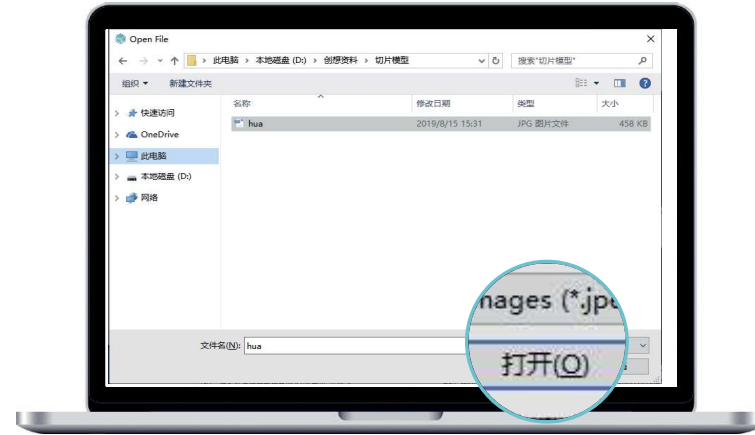 Open File
此电脑 › 本地磁盘 (D:) › 创想资料 › 切片模型
搜索"切片模型"
组织 新建文件夹
名称 修改日期 类型 大小
快速访问
hua 2019/8/15 15:31 JPG 图片文件 458 KB
OneDrive
此电脑
本地磁盘 (D:)
网络
mages (*.jpe
文件名(N): hua
打开(O)